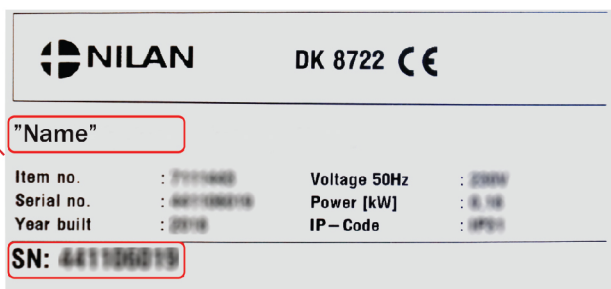 NILAN DK 8722 CE
"Name"
Item no. : Voltage 50Hz :
Serial no. : Power [kW] :
Year built : IP-Code :
SN: